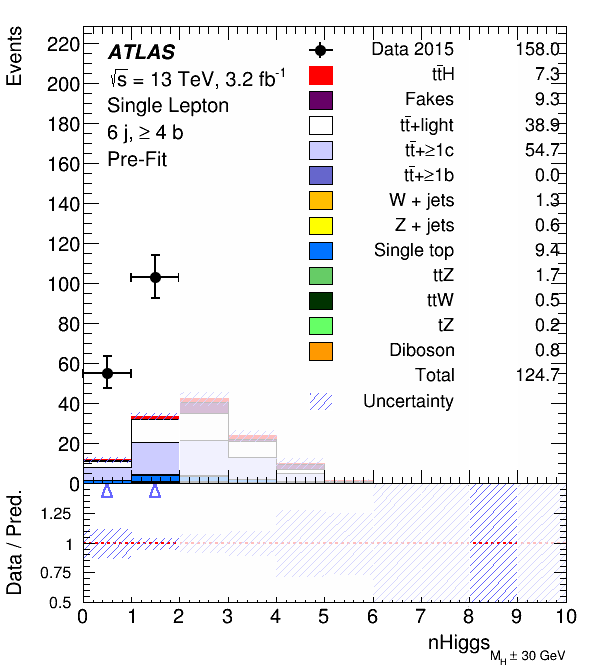 Events
220
200
180
160
140
120
100
80
60
40
20
0
ATLAS
√s = 13 TeV, 3.2 fb⁻¹
Single Lepton
6 j, ≥ 4 b
Pre-Fit
Data 2015 158.0
tt̄H 7.3
Fakes 9.3
tt̄+light 38.9
tt̄+≥1c 54.7
tt̄+≥1b 0.0
W + jets 1.3
Z + jets 0.6
Single top 9.4
ttZ 1.7
ttW 0.5
tZ 0.2
Diboson 0.8
Total 124.7
Uncertainty
Data / Pred.
1.25
1
0.75
0.5
0 1 2 3 4 5 6 7 8 9 10
nHiggs M_H ± 30 GeV